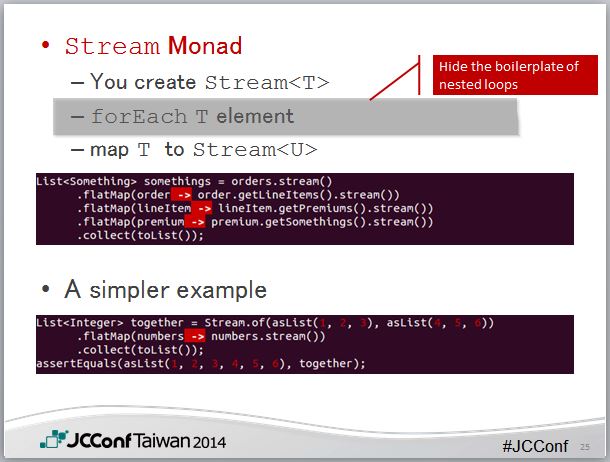 • Stream Monad
– You create Stream<T>
– forEach T element
– map T to Stream<U>
Hide the boilerplate of
nested loops
List<Something> somethings = orders.stream()
.flatMap(order -> order.getLineItems().stream())
.flatMap(lineItem -> lineItem.getPremiums().stream())
.flatMap(premium -> premium.getSomethings().stream())
.collect(toList());
• A simpler example
List<Integer> together = Stream.of(asList(1, 2, 3), asList(4, 5, 6))
.flatMap(numbers -> numbers.stream())
.collect(toList());
assertEquals(asList(1, 2, 3, 4, 5, 6), together);
JCConf Taiwan 2014
#JCConf
25